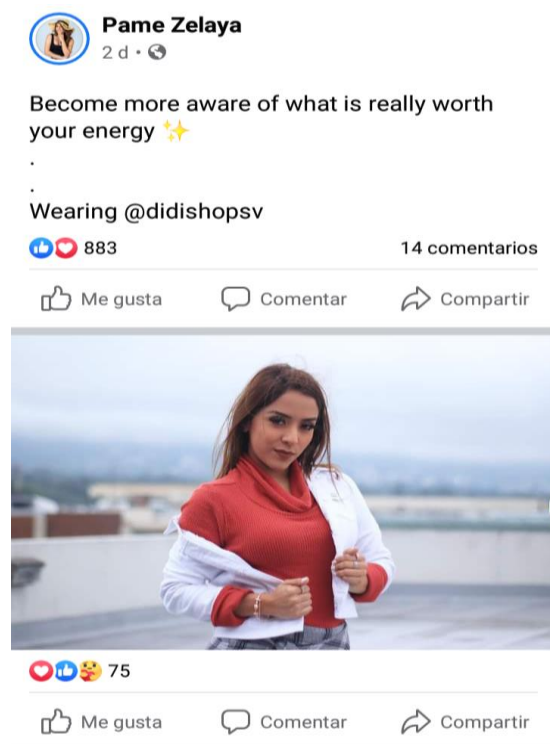 Pame Zelaya
2 d ·
Become more aware of what is really worth
your energy ✨
.
.
Wearing @didishopsv
883 14 comentarios
Me gusta Comentar Compartir
75
Me gusta Comentar Compartir